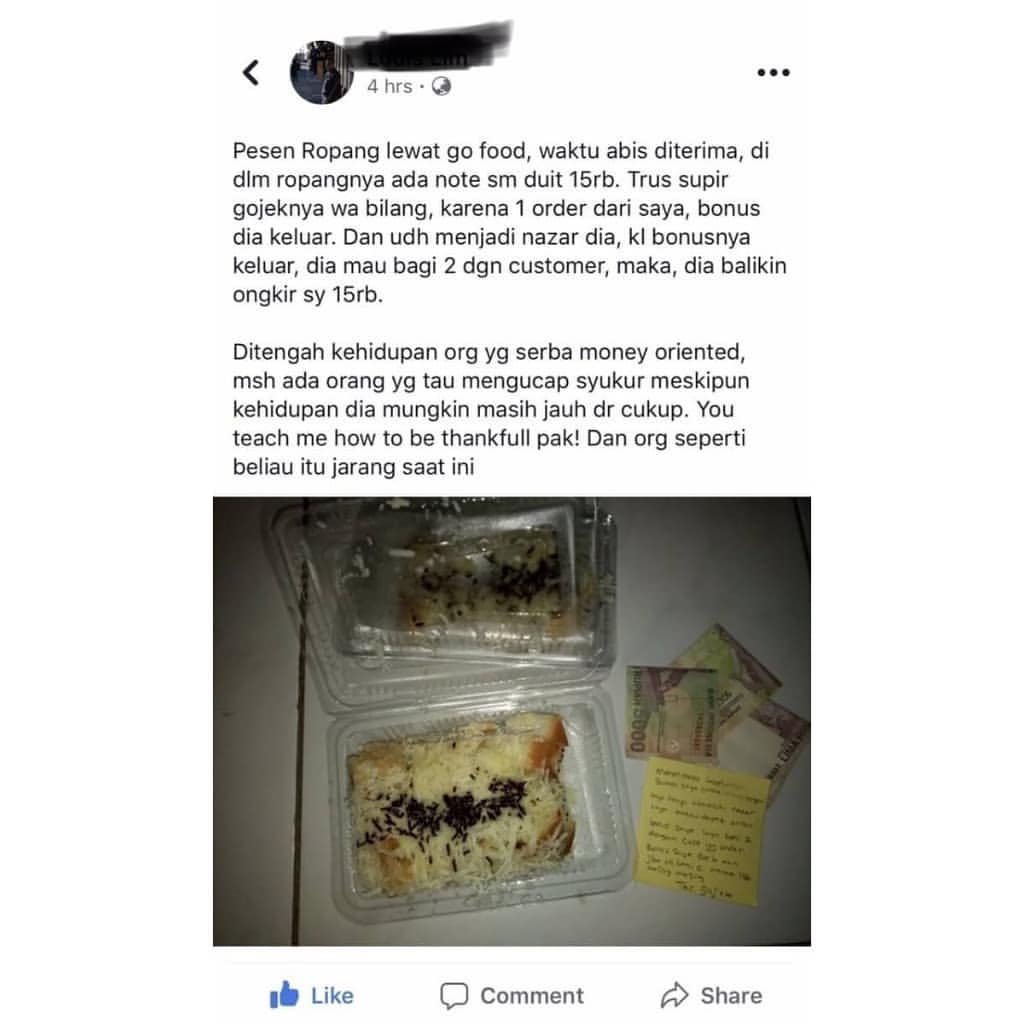 4 hrs ·
Pesen Ropang lewat go food, waktu abis diterima, di
dlm ropangnya ada note sm duit 15rb. Trus supir
gojeknya wa bilang, karena 1 order dari saya, bonus
dia keluar. Dan udh menjadi nazar dia, kl bonusnya
keluar, dia mau bagi 2 dgn customer, maka, dia balikin
ongkir sy 15rb.
Ditengah kehidupan org yg serba money oriented,
msh ada orang yg tau mengucap syukur meskipun
kehidupan dia mungkin masih jauh dr cukup. You
teach me how to be thankfull pak! Dan org seperti
beliau itu jarang saat ini
Like
Comment
Share